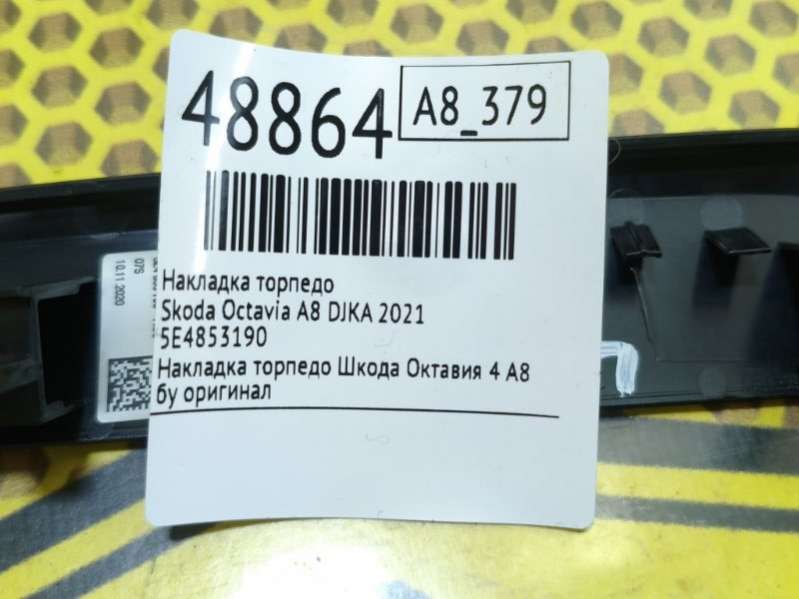 48864
A8_379
Накладка торпедо
Skoda Octavia A8 DJKA 2021
5E4853190
Накладка торпедо Шкода Октавия 4 A8
бу оригинал
079
10.11.2020